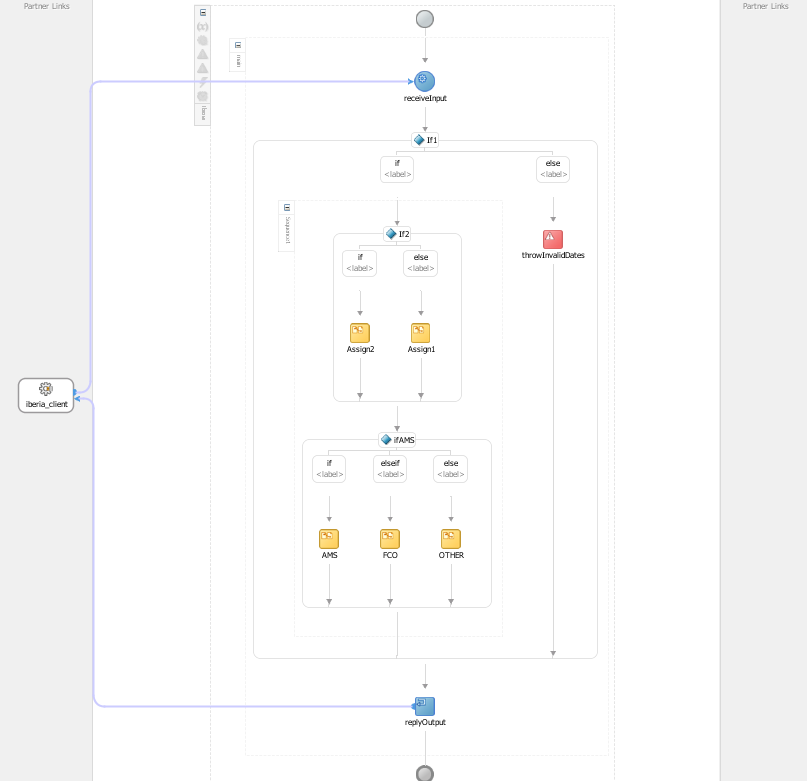 Partner Links
Partner Links
main
receiveInput
If1
if
<label>
else
<label>
If2
throwInvalidDates
if
<label>
else
<label>
Assign2
Assign1
iberia_client
ifAMS
if
<label>
elseif
<label>
else
<label>
AMS
FCO
OTHER
replyOutput